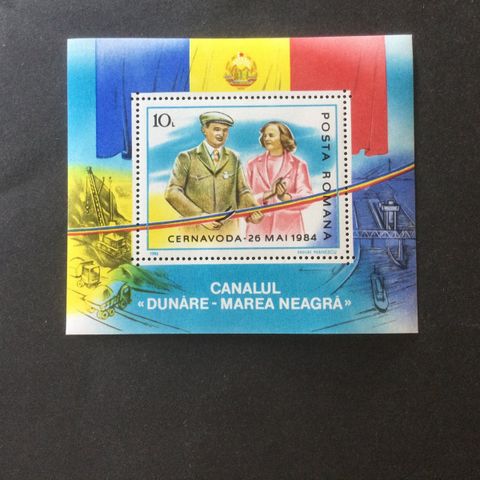 10L
POSTA ROMANA
CERNAVODA-26 MAI 1984
CANALUL
«DUNĂRE - MAREA NEAGRĂ»